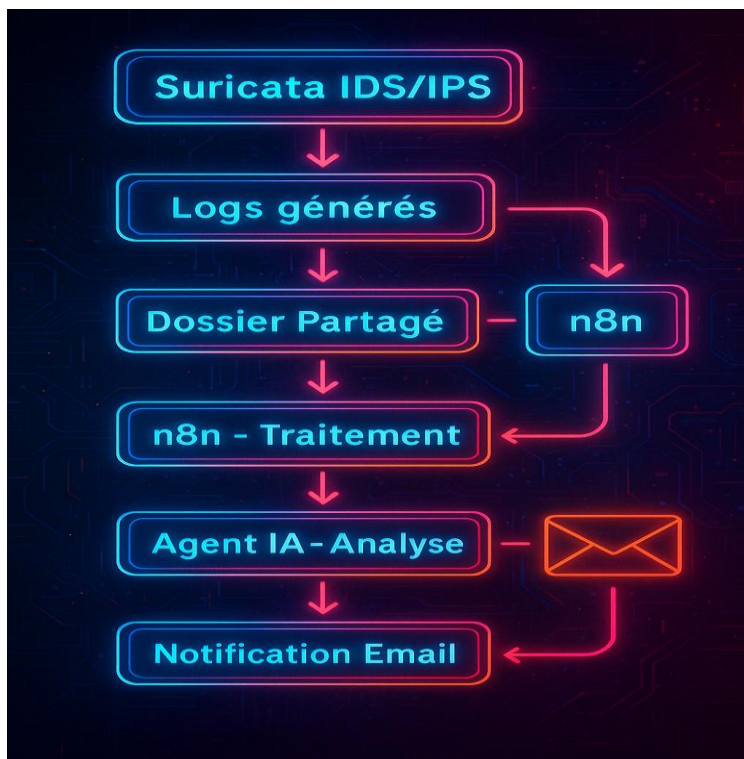 Suricata IDS/IPS
Logs générés
Dossier Partagé
n8n
n8n - Traitement
Agent IA - Analyse
Notification Email